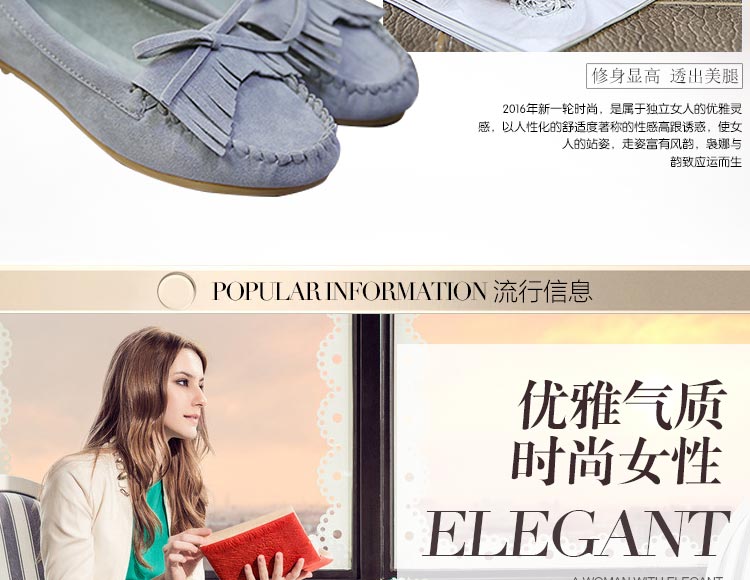 修身显高 透出美腿
2016年新一轮时尚，是属于独立女人的优雅灵
感，以人性化的舒适度著称的性感高跟诱惑，使女
人的站姿，走姿富有风韵，袅娜与
韵致应运而生
POPULAR INFORMATION 流行信息
优雅气质
时尚女性
ELEGANT
A WOMAN WITH ELEGANT